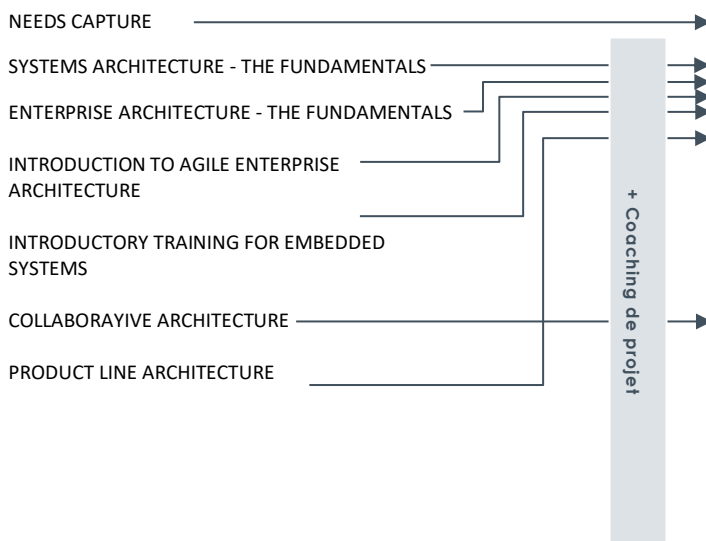 NEEDS CAPTURE
SYSTEMS ARCHITECTURE - THE FUNDAMENTALS
ENTERPRISE ARCHITECTURE - THE FUNDAMENTALS
INTRODUCTION TO AGILE ENTERPRISE
ARCHITECTURE
INTRODUCTORY TRAINING FOR EMBEDDED
SYSTEMS
COLLABORAYIVE ARCHITECTURE
PRODUCT LINE ARCHITECTURE
+ Coaching de projet